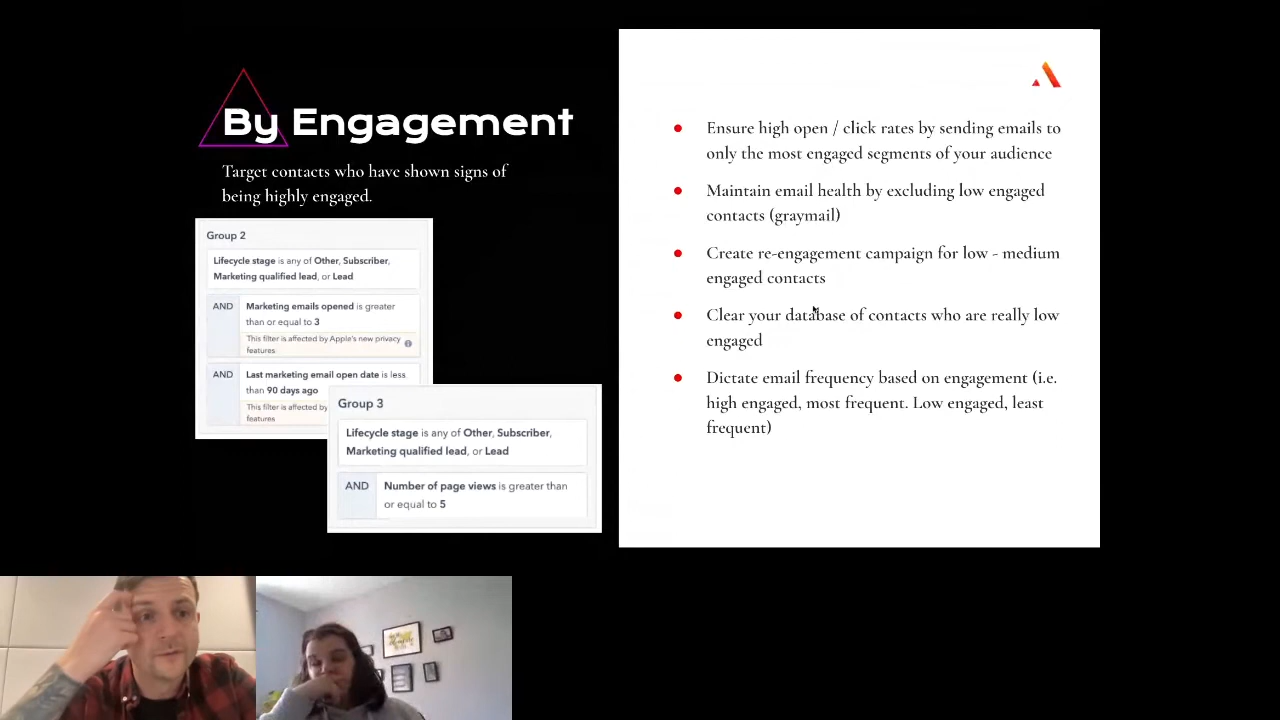 By Engagement
Target contacts who have shown signs of
being highly engaged.
Group 2
Lifecycle stage is any of Other, Subscriber,
Marketing qualified lead, or Lead
AND
Marketing emails opened is greater
than or equal to 3
This filter is affected by Apple's new privacy
features
AND
Last marketing email open date is less
than 90 days ago
This filter is affected by
features
Group 3
Lifecycle stage is any of Other, Subscriber,
Marketing qualified lead, or Lead
AND
Number of page views is greater than
or equal to 5
Ensure high open / click rates by sending emails to
only the most engaged segments of your audience
Maintain email health by excluding low engaged
contacts (graymail)
Create re-engagement campaign for low - medium
engaged contacts
Clear your database of contacts who are really low
engaged
Dictate email frequency based on engagement (i.e.
high engaged, most frequent. Low engaged, least
frequent)